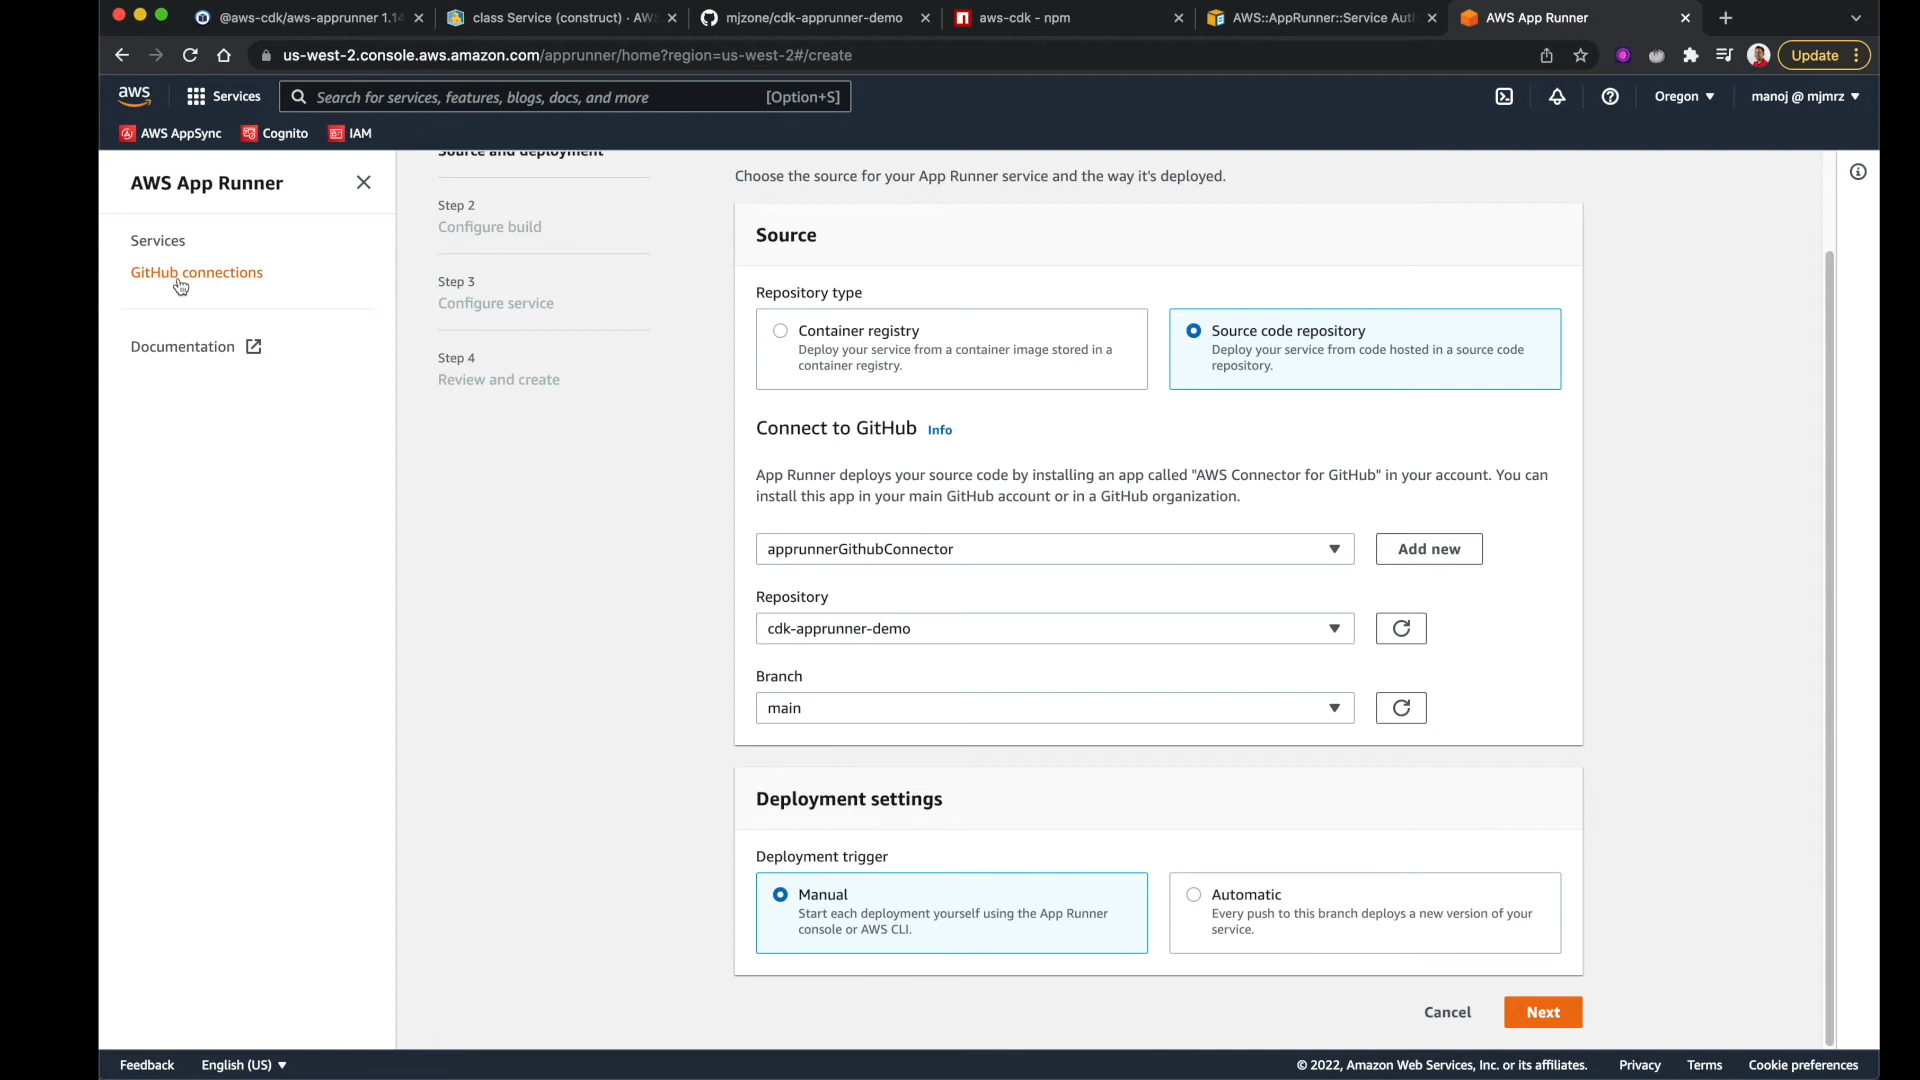 @aws-cdk/aws-apprunner 1.14
class Service (construct) · AWS
mjzone/cdk-apprunner-demo
aws-cdk - npm
AWS::AppRunner::Service Auth
AWS App Runner
us-west-2.console.aws.amazon.com/apprunner/home?region=us-west-2#/create
Update
aws
Services
Search for services, features, blogs, docs, and more
[Option+S]
Oregon
manoj @ mjmrz
AWS AppSync
Cognito
IAM
AWS App Runner
Services
GitHub connections
Documentation
Source and deployment
Step 2
Configure build
Step 3
Configure service
Step 4
Review and create
Choose the source for your App Runner service and the way it's deployed.
Source
Repository type
Container registry
Deploy your service from a container image stored in a
container registry.
Source code repository
Deploy your service from code hosted in a source code
repository.
Connect to GitHub Info
App Runner deploys your source code by installing an app called "AWS Connector for GitHub" in your account. You can
install this app in your main GitHub account or in a GitHub organization.
apprunnerGithubConnector
Add new
Repository
cdk-apprunner-demo
Branch
main
Deployment settings
Deployment trigger
Manual
Start each deployment yourself using the App Runner
console or AWS CLI.
Automatic
Every push to this branch deploys a new version of your
service.
Cancel
Next
Feedback
English (US)
© 2022, Amazon Web Services, Inc. or its affiliates.
Privacy
Terms
Cookie preferences